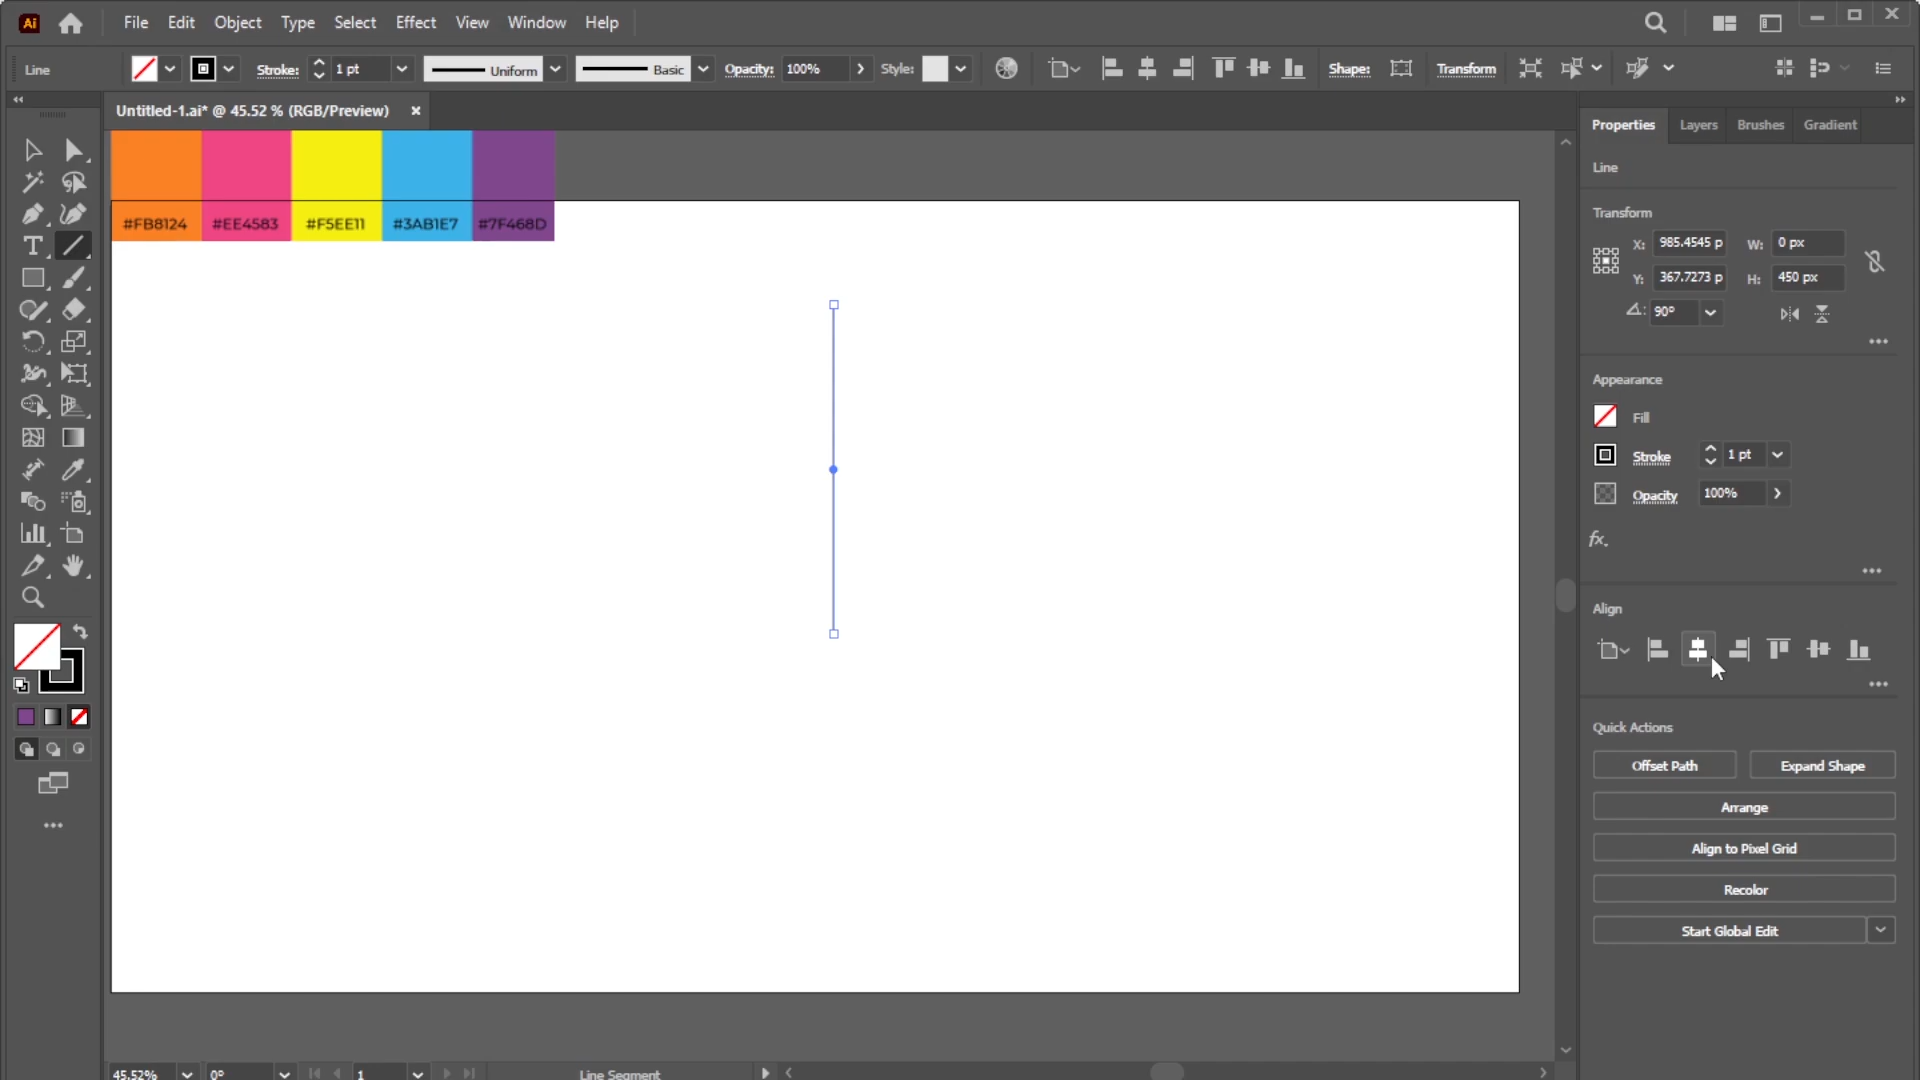 Ai File Edit Object Type Select Effect View Window Help
Line Stroke: 1 pt Uniform Basic Opacity: 100% Style: Shape: Transform
Untitled-1.ai* @ 45.52 % (RGB/Preview) ×
#FB8124 #EE4583 #F5EE11 #3AB1E7 #7F468D
Properties Layers Brushes Gradient
Line
Transform
X: 985.4545 p W: 0 px
Y: 367.7273 p H: 450 px
90°
Appearance
Fill
Stroke 1 pt
Opacity 100%
fx.
Align
Quick Actions
Offset Path Expand Shape
Arrange
Align to Pixel Grid
Recolor
Start Global Edit
45.52% 0° 1 Line Segment